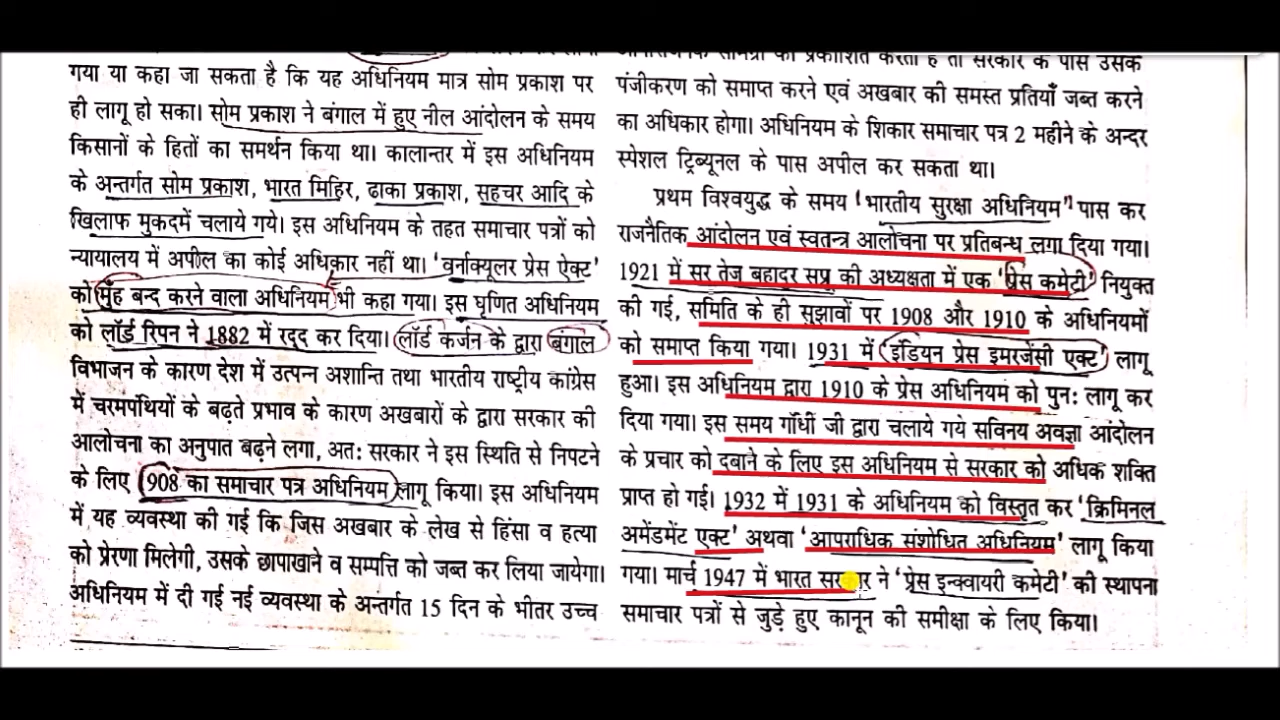 गया या कहा जा सकता है कि यह अधिनियम मात्र सोम प्रकाश पर
ही लागू हो सका। सोम प्रकाश ने बंगाल में हुए नील आंदोलन के समय
किसानों के हितों का समर्थन किया था। कालान्तर में इस अधिनियम
के अन्तर्गत सोम प्रकाश, भारत मिहिर, ढाका प्रकाश, सहचर आदि के
खिलाफ मुकदमें चलाये गये। इस अधिनियम के तहत समाचार पत्रों को
न्यायालय में अपील का कोई अधिकार नहीं था। 'वर्नाक्यूलर प्रेस ऐक्ट'
को मुँह बन्द करने वाला अधिनियम भी कहा गया। इस घृणित अधिनियम
को लॉर्ड रिपन ने 1882 में रदद कर दिया। लॉर्ड कर्जन के द्वारा बंगाल
विभाजन के कारण देश में उत्पन्न अशान्ति तथा भारतीय राष्ट्रीय कांग्रेस
में चरमपंथियों के बढ़ते प्रभाव के कारण अखबारों के द्वारा सरकार की
आलोचना का अनुपात बढ़ने लगा, अतः सरकार ने इस स्थिति से निपटने
के लिए 908 का समाचार पत्र अधिनियम लागू किया। इस अधिनियम
में यह व्यवस्था की गई कि जिस अखबार के लेख से हिंसा व हत्या
को प्रेरणा मिलेगी, उसके छापाखाने व सम्पत्ति को जब्त कर लिया जायेगा।
अधिनियम में दी गई नई व्यवस्था के अन्तर्गत 15 दिन के भीतर उच्च
को प्रकाशित करता है तो सरकार के पास उसके
पंजीकरण को समाप्त करने एवं अखबार की समस्त प्रतियाँ जब्त करने
का अधिकार होगा। अधिनियम के शिकार समाचार पत्र 2 महीने के अन्दर
स्पेशल ट्रिब्यूनल के पास अपील कर सकता था।
प्रथम विश्वयुद्ध के समय 'भारतीय सुरक्षा अधिनियम' पास कर
राजनैतिक आंदोलन एवं स्वतन्त्र आलोचना पर प्रतिबन्ध लगा दिया गया।
1921 में सर तेज बहादर सप्रू की अध्यक्षता में एक 'प्रेस कमेटी' नियुक्त
की गई, समिति के ही सुझावों पर 1908 और 1910 के अधिनियमों
को समाप्त किया गया। 1931 में 'इंडियन प्रेस इमरजेंसी एक्ट' लागू
हुआ। इस अधिनियम द्वारा 1910 के प्रेस अधिनियम को पुनः लागू कर
दिया गया। इस समय गाँधी जी द्वारा चलाये गये सविनय अवज्ञा आंदोलन
के प्रचार को दबाने के लिए इस अधिनियम से सरकार को अधिक शक्ति
प्राप्त हो गई। 1932 में 1931 के अधिनियम को विस्तृत कर 'क्रिमिनल
अमेंडमेंट एक्ट' अथवा 'आपराधिक संशोधित अधिनियम' लागू किया
गया। मार्च 1947 में भारत सरकार ने 'प्रेस इन्क्वायरी कमेटी' की स्थापना
समाचार पत्रों से जुड़े हुए कानून की समीक्षा के लिए किया।